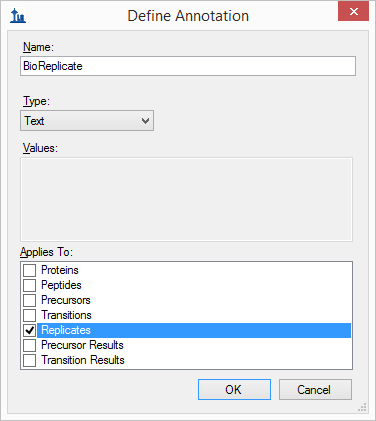 Define Annotation
Name:
BioReplicate
Type:
Text
Values:
Applies To:
Proteins
Peptides
Precursors
Transitions
Replicates
Precursor Results
Transition Results
OK Cancel